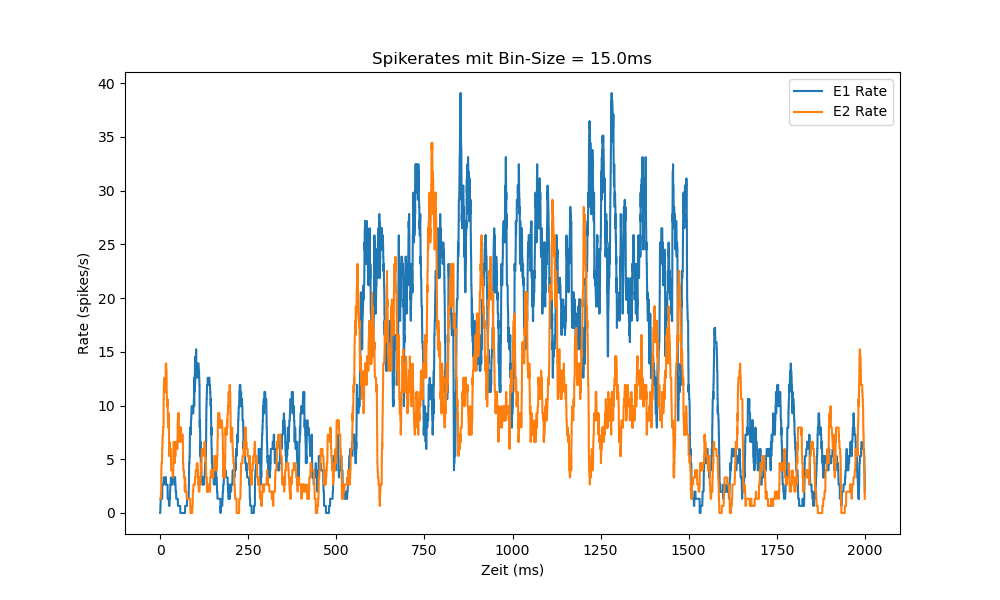 Spikerates mit Bin-Size = 15.0ms
E1 Rate
E2 Rate
40
35
30
25
20
15
10
5
0
Rate (spikes/s)
0 250 500 750 1000 1250 1500 1750 2000
Zeit (ms)